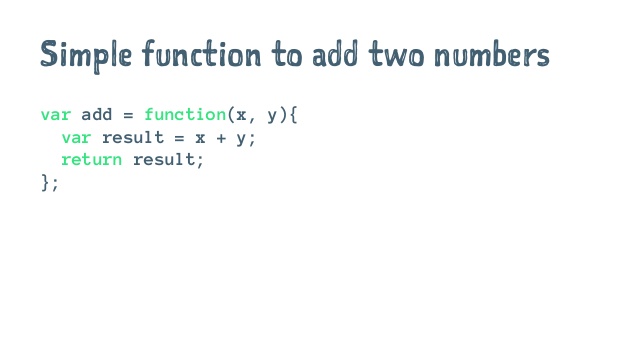 Simple function to add two numbers
var add = function(x, y){
  var result = x + y;
  return result;
};